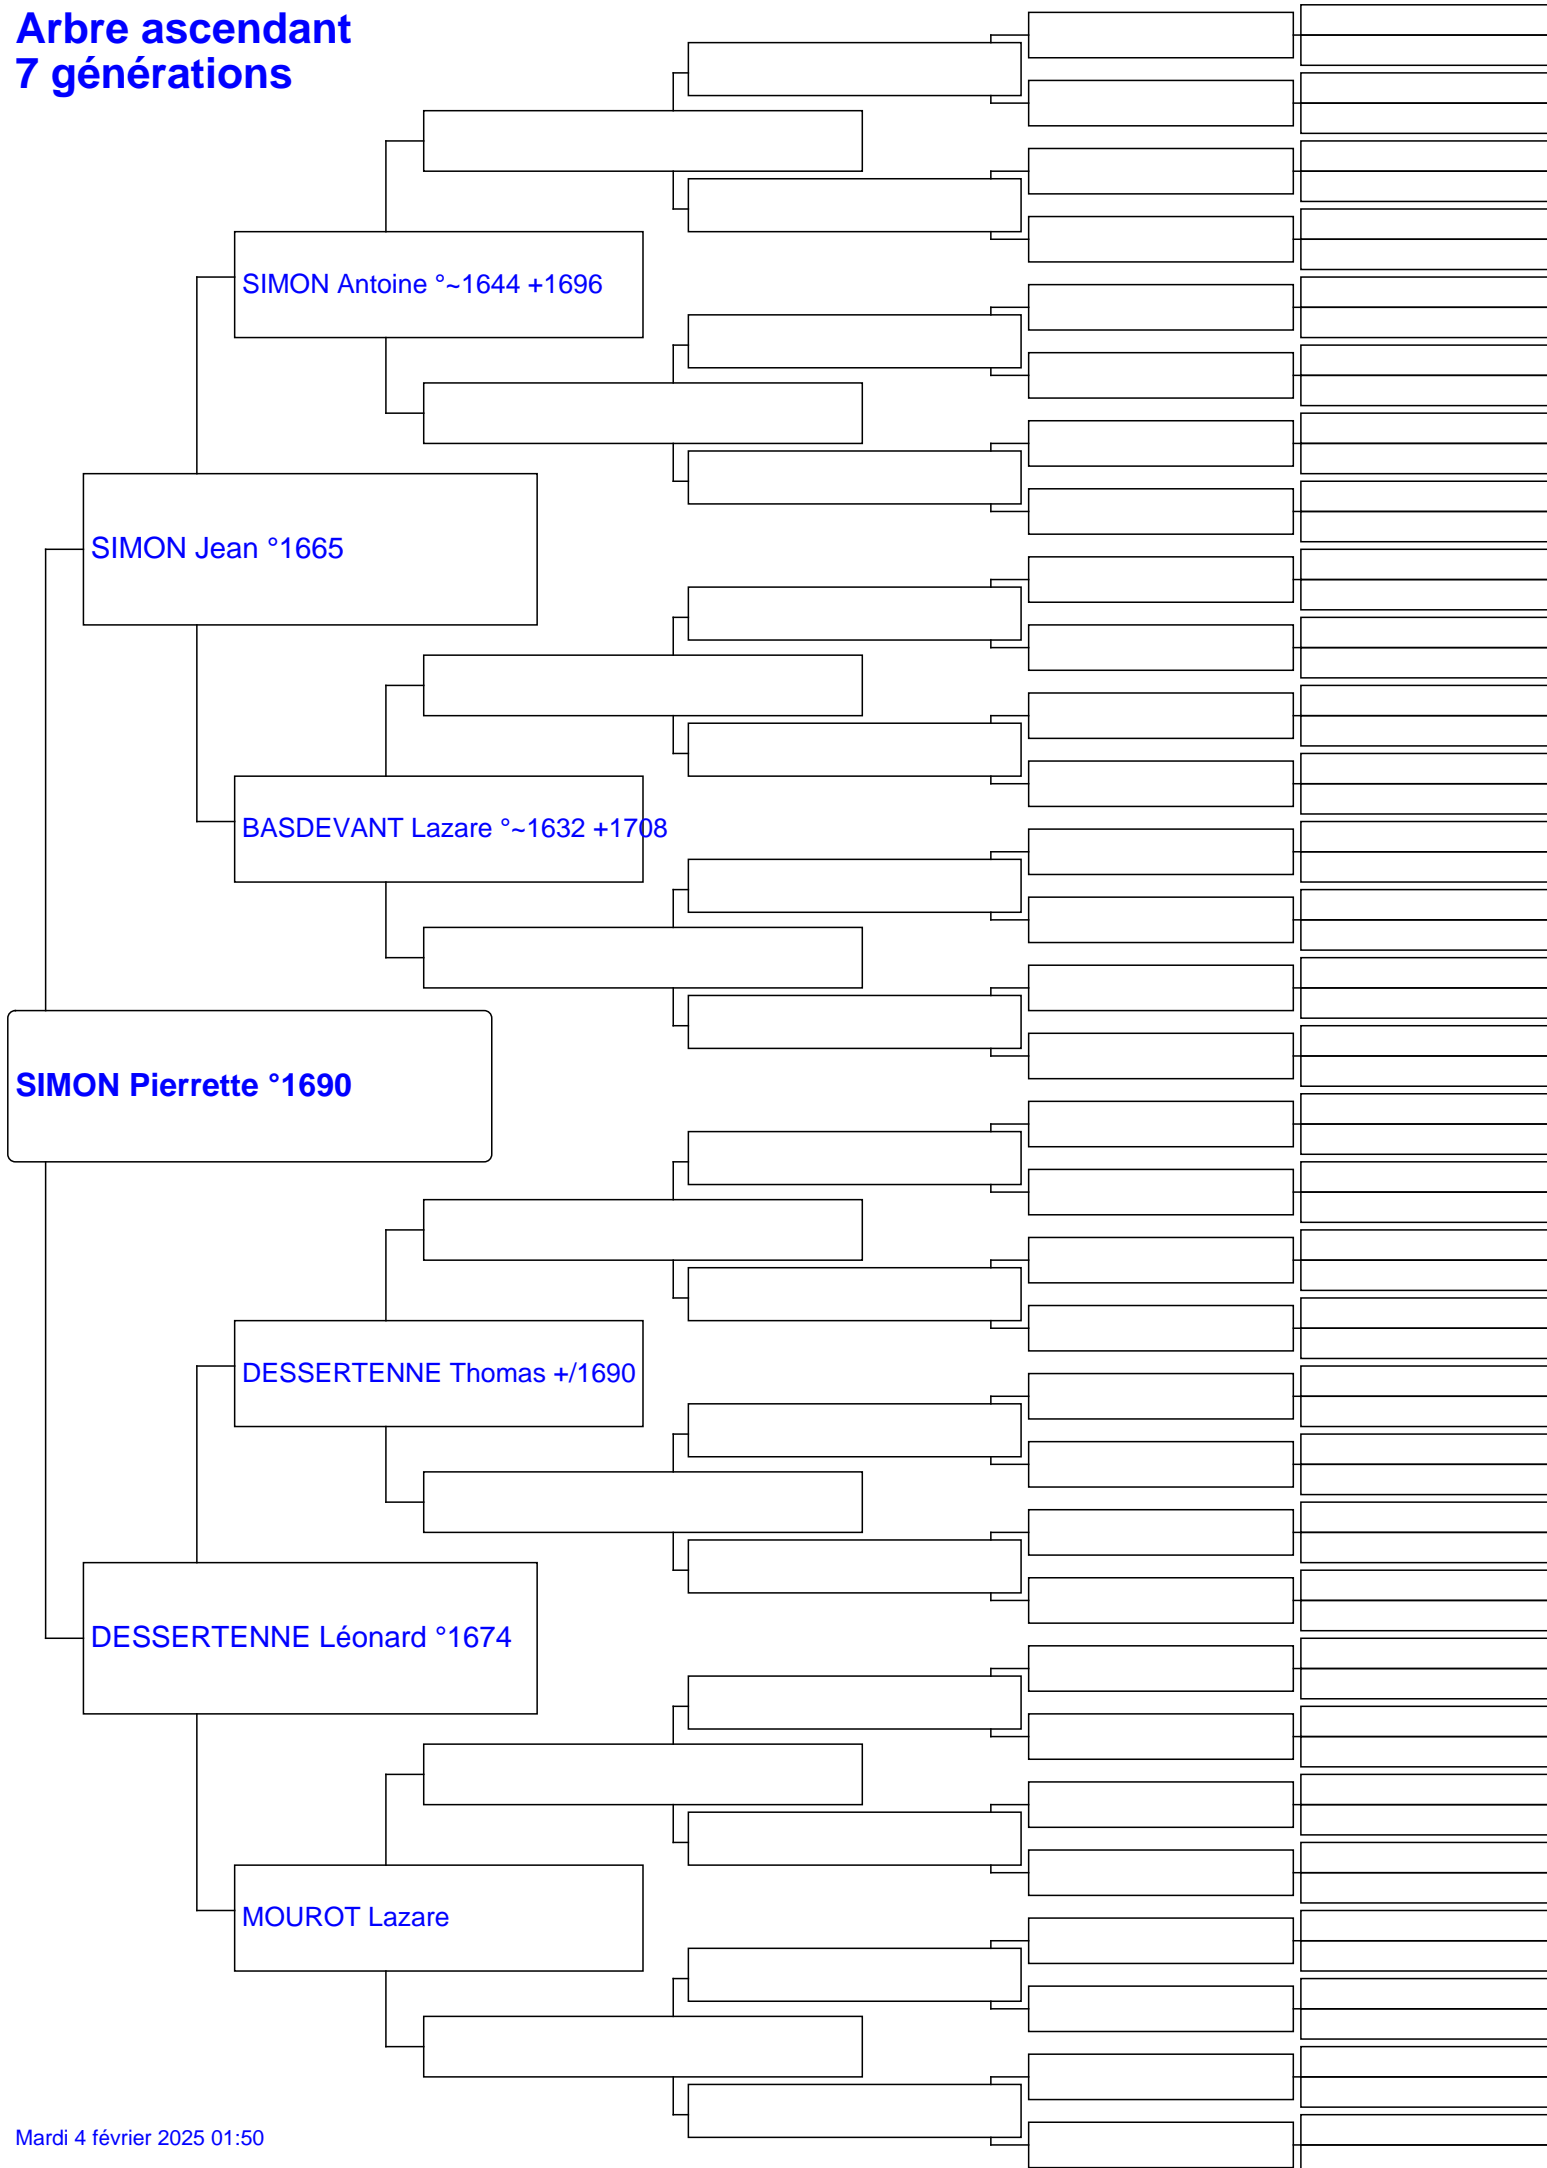 Arbre ascendant
7 générations
SIMON Antoine °~1644 +1696
SIMON Jean °1665
BASDEVANT Lazare °~1632 +1708
SIMON Pierrette °1690
DESSERTENNE Thomas +/1690
DESSERTENNE Léonard °1674
MOUROT Lazare
Mardi 4 février 2025 01:50